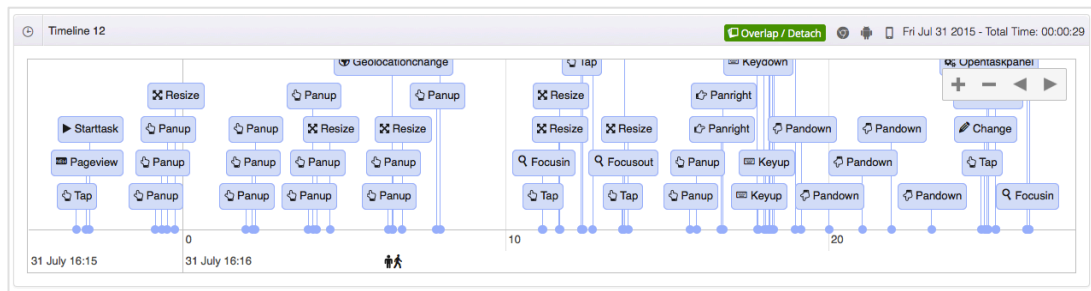 Timeline 12 Overlap / Detach Fri Jul 31 2015 - Total Time: 00:00:29
Geolocationchange Tap Keydown Opentaskpanel
Resize Panup Panup Resize Panright
Starttask Panup Panup Resize Resize Resize Resize Panright Pandown Pandown Change
Pageview Panup Panup Panup Panup Focusin Focusout Panup Keyup Pandown Tap
Tap Panup Panup Panup Panup Tap Tap Panup Keyup Pandown Pandown Focusin
0 10 20
31 July 16:15 31 July 16:16